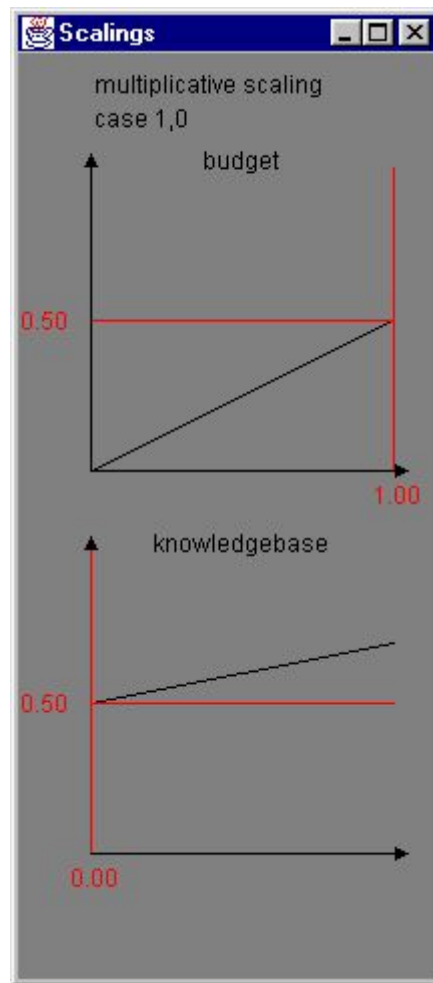 Scalings
multiplicative scaling
case 1,0
budget
0.50
1.00
knowledgebase
0.50
0.00